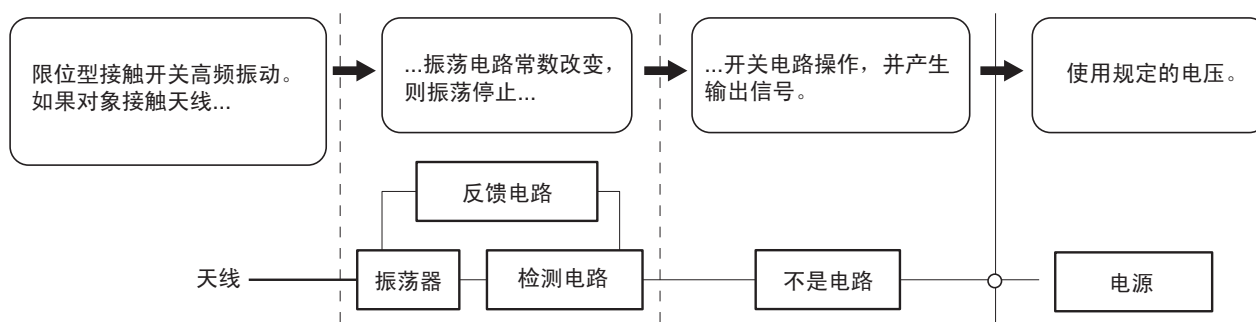 限位型接触开关高频振动。
如果对象接触天线...
...振荡电路常数改变，
则振荡停止...
...开关电路操作，并产生
输出信号。
使用规定的电压。
反馈电路
天线
振荡器
检测电路
不是电路
电源